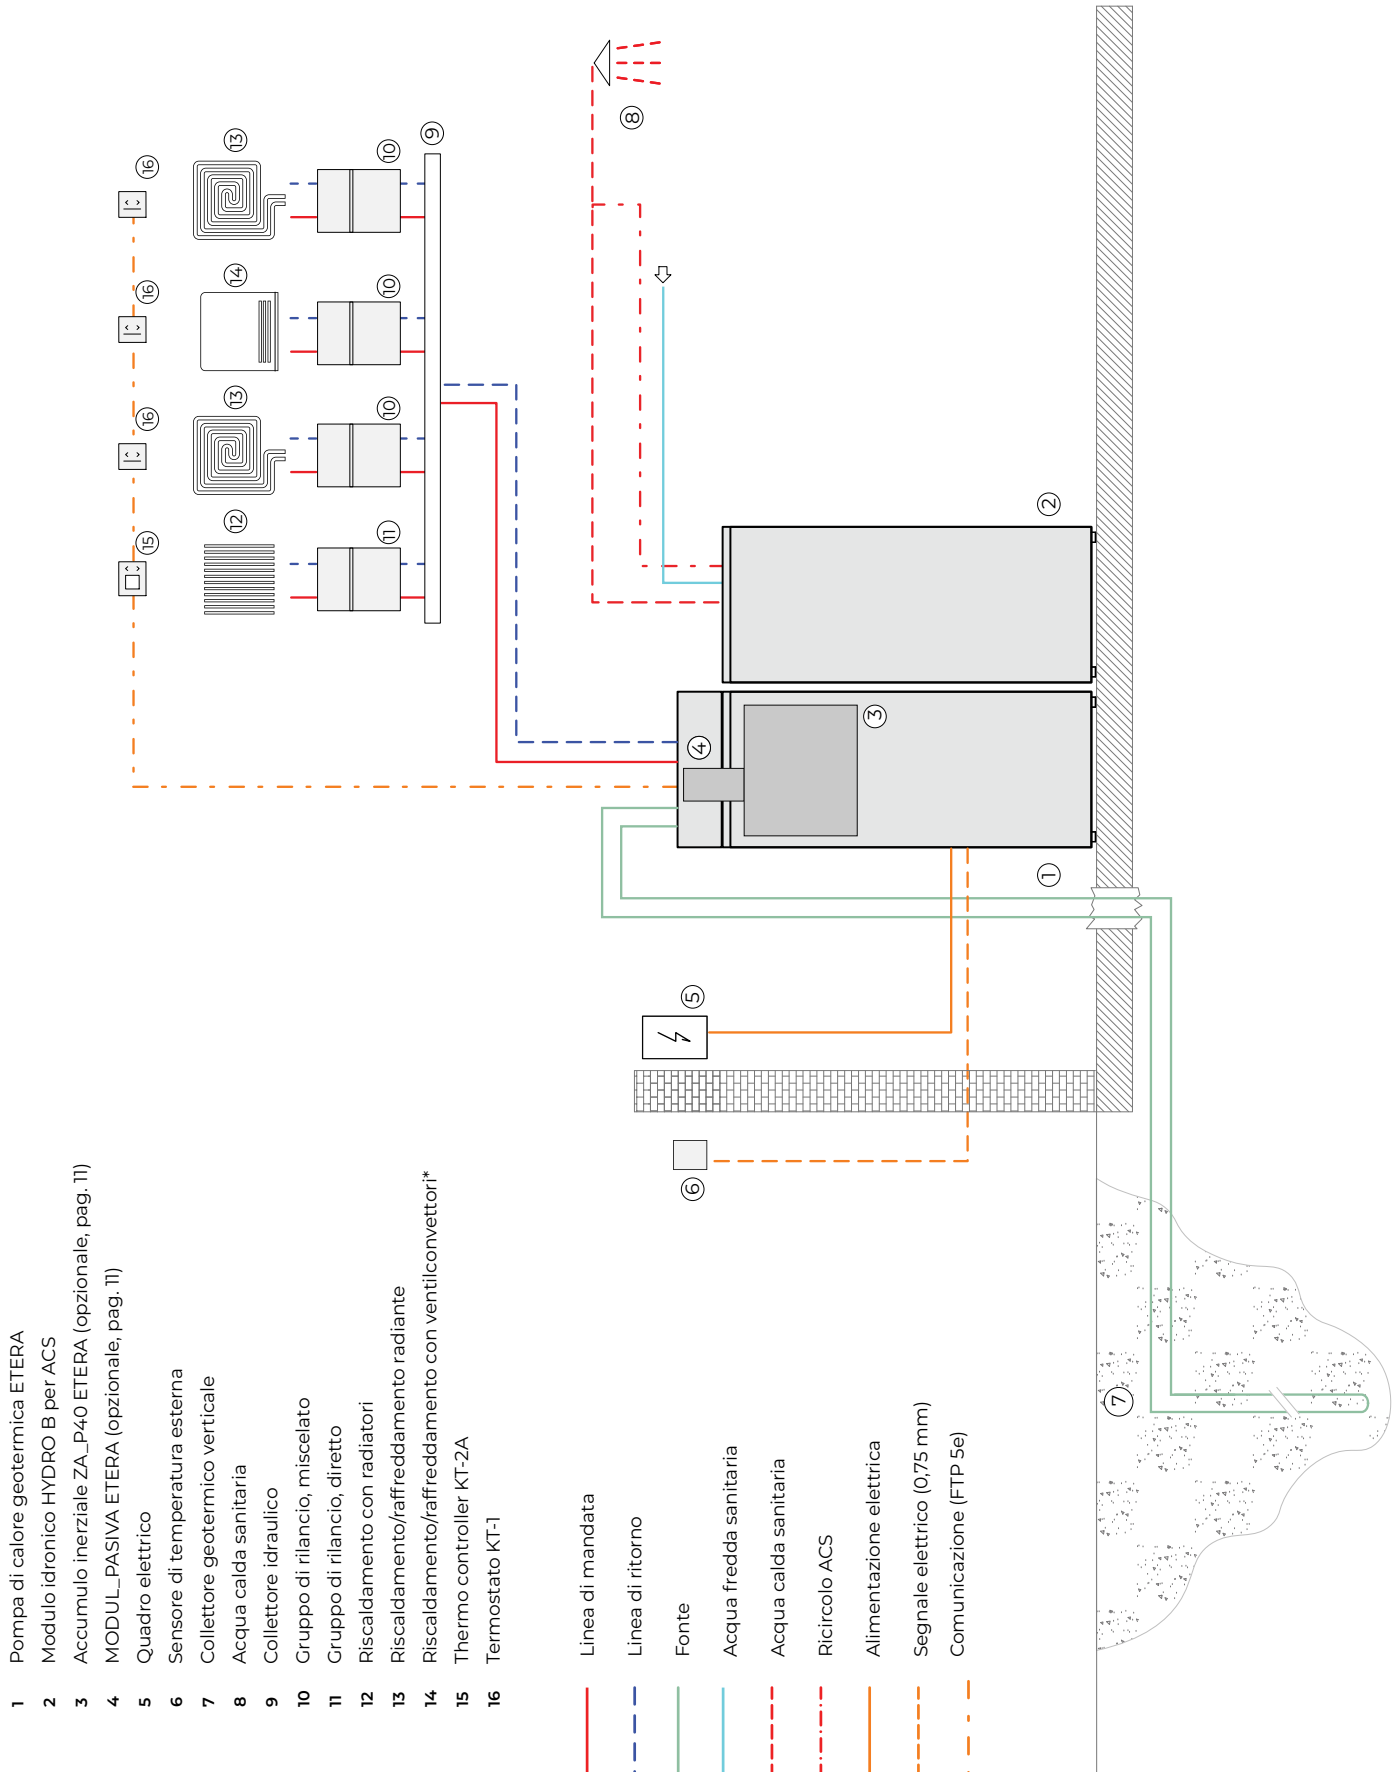 1 Pompa di calore geotermica ETERA
2 Modulo idronico HYDRO B per ACS
3 Accumulo inerziale ZA_P40 ETERA (opzionale, pag. 11)
4 MODUL_PASIVA ETERA (opzionale, pag. 11)
5 Quadro elettrico
6 Sensore di temperatura esterna
7 Collettore geotermico verticale
8 Acqua calda sanitaria
9 Collettore idraulico
10 Gruppo di rilancio, miscelato
11 Gruppo di rilancio, diretto
12 Riscaldamento con radiatori
13 Riscaldamento/raffreddamento radiante
14 Riscaldamento/raffreddamento con ventilconvettori*
15 Thermo controller KT-2A
16 Termostato KT-1
Linea di mandata
Linea di ritorno
Fonte
Acqua fredda sanitaria
Acqua calda sanitaria
Ricircolo ACS
Alimentazione elettrica
Segnale elettrico (0,75 mm)
Comunicazione (FTP 5e)
15
16
16
16
12
13
14
13
11
10
10
10
9
8
4
3
2
1
5
6
7